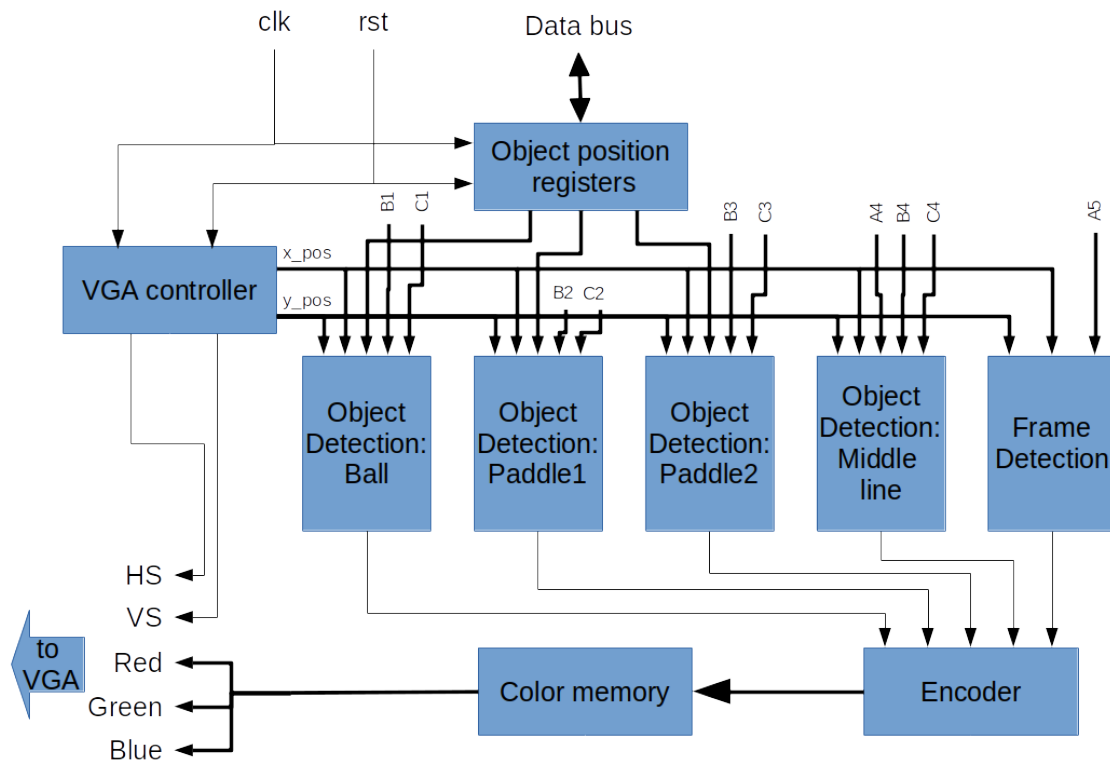 clk
rst
Data bus
Object position
registers
B1
C1
B3
C3
A4
B4
C4
A5
x_pos
VGA controller
y_pos
B2
C2
Object
Detection:
Ball
Object
Detection:
Paddle1
Object
Detection:
Paddle2
Object
Detection:
Middle
line
Frame
Detection
HS
VS
to
VGA
Red
Green
Blue
Color memory
Encoder